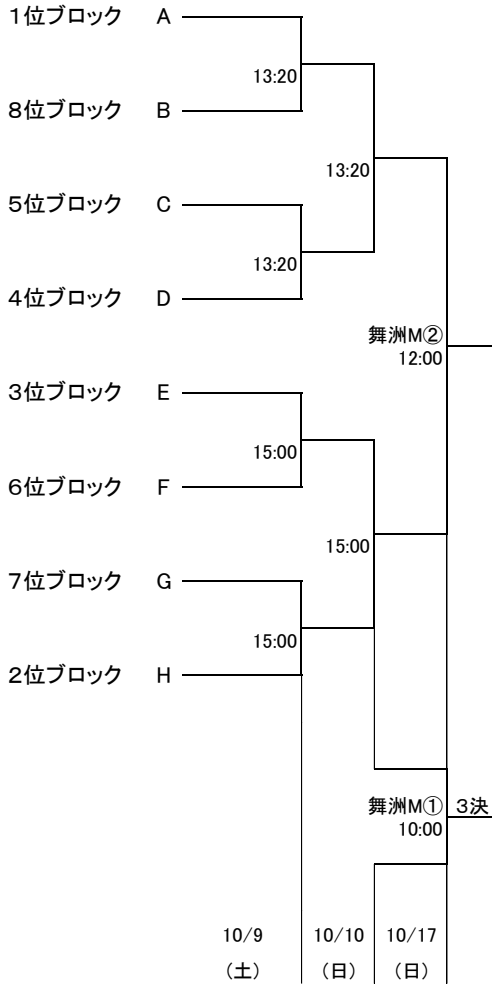 １位ブロック A
13:20
８位ブロック B
13:20
５位ブロック C
13:20
４位ブロック D
舞洲M②
12:00
３位ブロック E
15:00
６位ブロック F
15:00
７位ブロック G
15:00
２位ブロック H
舞洲M① ３決
10:00
10/9 10/10 10/17
（土） （日） （日）